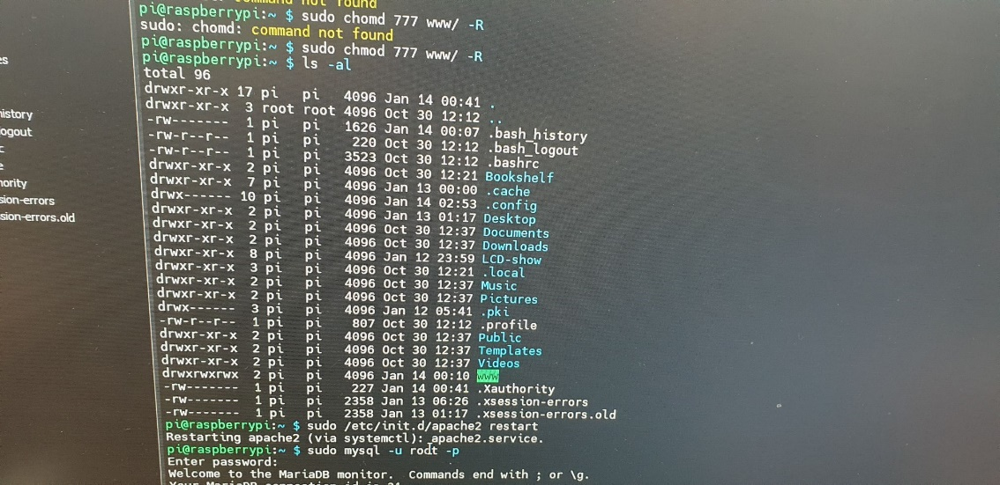 command not found
pi@raspberrypi:~ $ sudo chomd 777 www/ -R
sudo: chomd: command not found
pi@raspberrypi:~ $ sudo chmod 777 www/ -R
pi@raspberrypi:~ $ ls -al
total 96
drwxr-xr-x 17 pi pi 4096 Jan 14 00:41 .
drwxr-xr-x 3 root root 4096 Oct 30 12:12 ..
-rw------- 1 pi pi 1626 Jan 14 00:07 .bash_history
-rw-r--r-- 1 pi pi 220 Oct 30 12:12 .bash_logout
-rw-r--r-- 1 pi pi 3523 Oct 30 12:12 .bashrc
drwxr-xr-x 2 pi pi 4096 Oct 30 12:21 Bookshelf
drwxr-xr-x 7 pi pi 4096 Jan 13 00:00 .cache
drwx------ 10 pi pi 4096 Jan 14 02:53 .config
drwxr-xr-x 2 pi pi 4096 Jan 13 01:17 Desktop
drwxr-xr-x 2 pi pi 4096 Oct 30 12:37 Documents
drwxr-xr-x 2 pi pi 4096 Oct 30 12:37 Downloads
drwxr-xr-x 8 pi pi 4096 Jan 12 23:59 LCD-show
drwxr-xr-x 3 pi pi 4096 Oct 30 12:21 .local
drwxr-xr-x 2 pi pi 4096 Oct 30 12:37 Music
drwxr-xr-x 2 pi pi 4096 Oct 30 12:37 Pictures
drwx------ 3 pi pi 4096 Jan 12 05:41 .pki
-rw-r--r-- 1 pi pi 807 Oct 30 12:12 .profile
drwxr-xr-x 2 pi pi 4096 Oct 30 12:37 Public
drwxr-xr-x 2 pi pi 4096 Oct 30 12:37 Templates
drwxr-xr-x 2 pi pi 4096 Oct 30 12:37 Videos
drwxrwxrwx 2 pi pi 4096 Jan 14 00:10 www
-rw------- 1 pi pi 227 Jan 14 00:41 .Xauthority
-rw------- 1 pi pi 2358 Jan 13 06:26 .xsession-errors
-rw------- 1 pi pi 2358 Jan 13 01:17 .xsession-errors.old
pi@raspberrypi:~ $ sudo /etc/init.d/apache2 restart
Restarting apache2 (via systemctl): apache2.service.
pi@raspberrypi:~ $ sudo mysql -u root -p
Enter password:
Welcome to the MariaDB monitor. Commands end with ; or \g.
Your MariaDB connection id is
es
history
ogout
c
e
hority
sion-errors
sion-errors.old